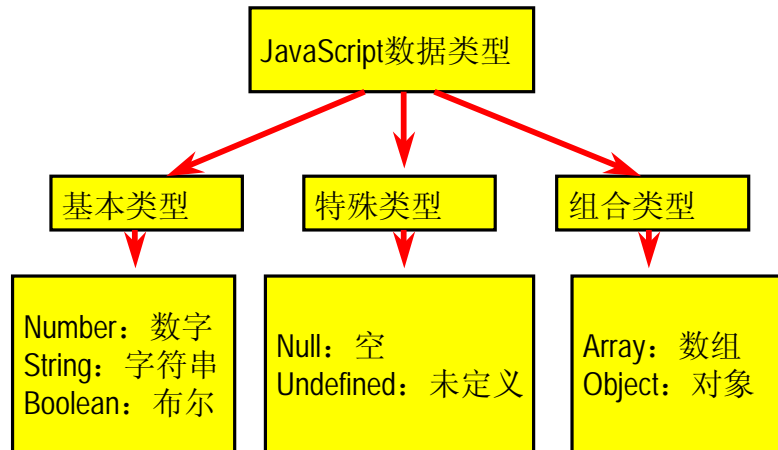 JavaScript数据类型
基本类型
特殊类型
组合类型
Number：数字
String：字符串
Boolean：布尔
Null：空
Undefined：未定义
Array：数组
Object：对象